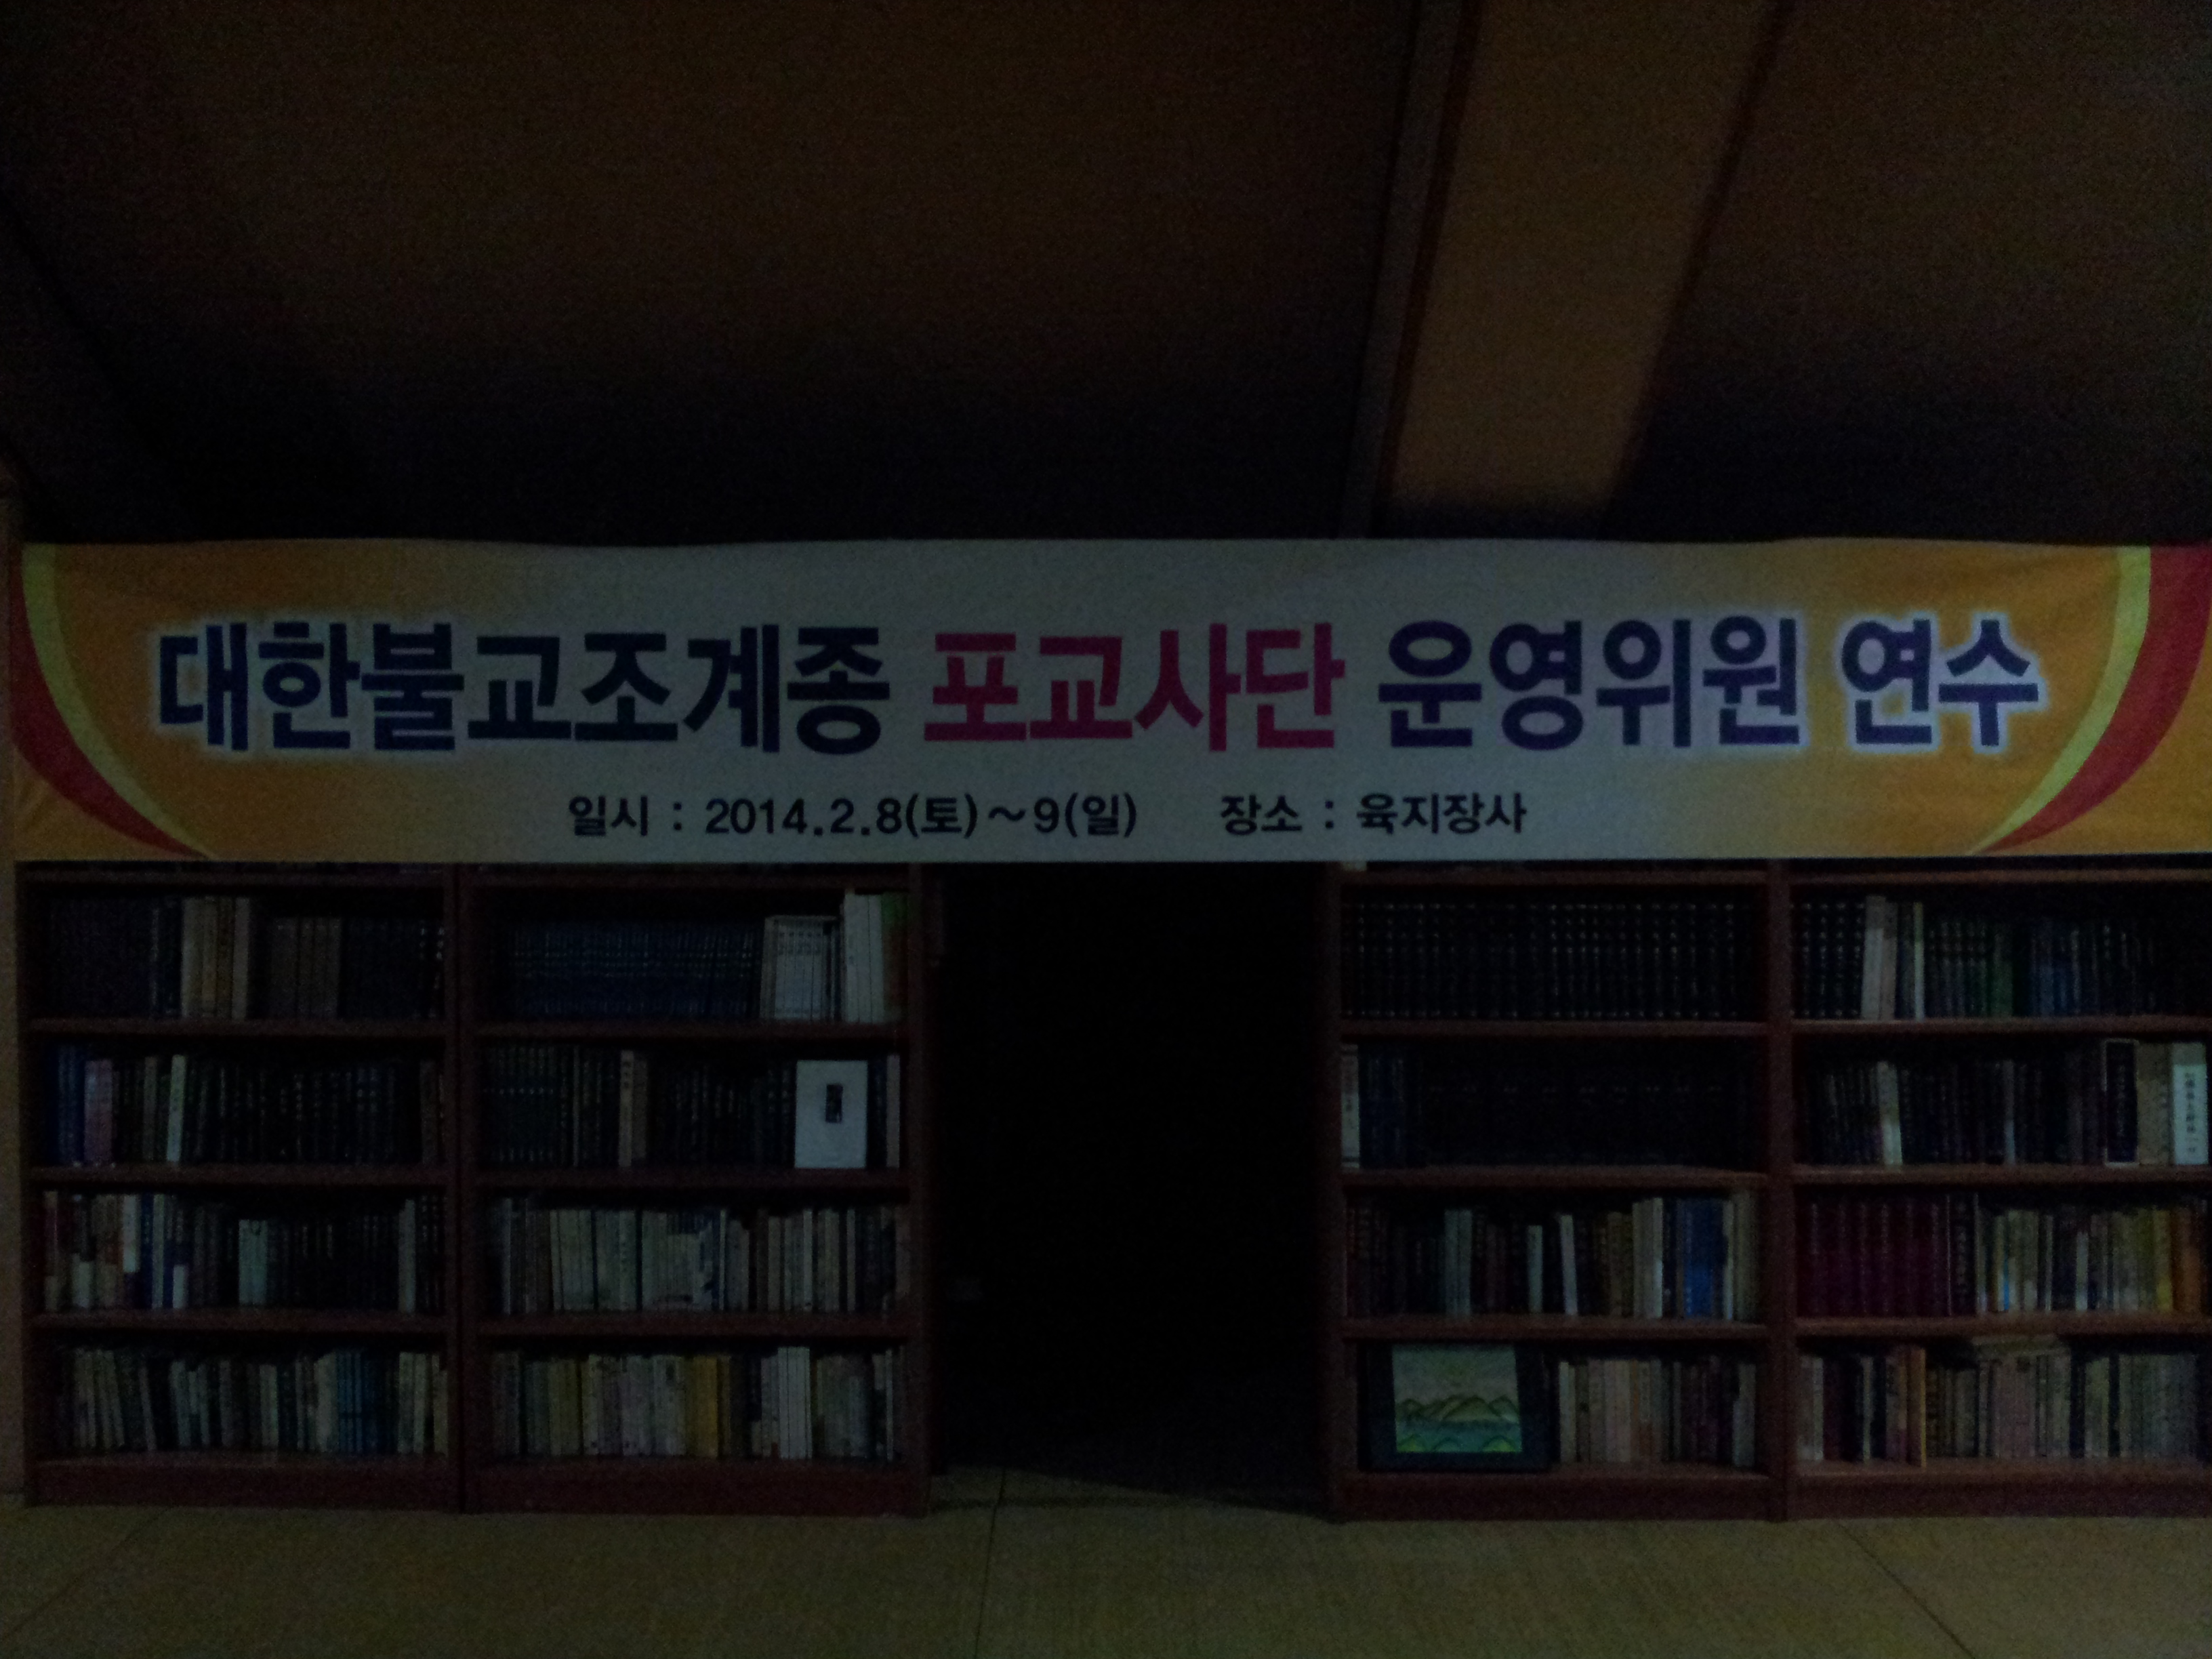 대한불교조계종 포교사단 운영위원 연수
일시 : 2014.2.8(토)~9(일) 장소 : 육지장사